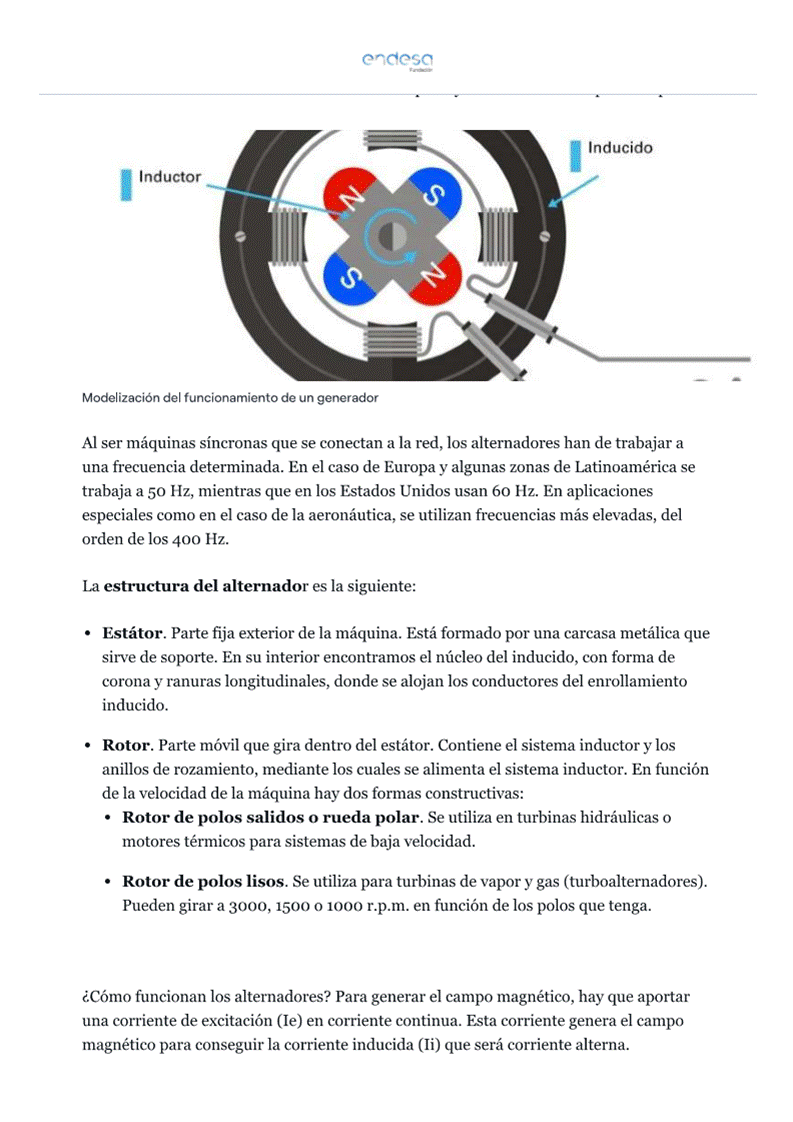 endesa
Fundación
Inductor
Inducido
N
S
S
N
Modelización del funcionamiento de un generador
Al ser máquinas síncronas que se conectan a la red, los alternadores han de trabajar a
una frecuencia determinada. En el caso de Europa y algunas zonas de Latinoamérica se
trabaja a 50 Hz, mientras que en los Estados Unidos usan 60 Hz. En aplicaciones
especiales como en el caso de la aeronáutica, se utilizan frecuencias más elevadas, del
orden de los 400 Hz.
La estructura del alternador es la siguiente:
• Estátor. Parte fija exterior de la máquina. Está formado por una carcasa metálica que
sirve de soporte. En su interior encontramos el núcleo del inducido, con forma de
corona y ranuras longitudinales, donde se alojan los conductores del enrollamiento
inducido.
• Rotor. Parte móvil que gira dentro del estátor. Contiene el sistema inductor y los
anillos de rozamiento, mediante los cuales se alimenta el sistema inductor. En función
de la velocidad de la máquina hay dos formas constructivas:
• Rotor de polos salidos o rueda polar. Se utiliza en turbinas hidráulicas o
motores térmicos para sistemas de baja velocidad.
• Rotor de polos lisos. Se utiliza para turbinas de vapor y gas (turboalternadores).
Pueden girar a 3000, 1500 o 1000 r.p.m. en función de los polos que tenga.
¿Cómo funcionan los alternadores? Para generar el campo magnético, hay que aportar
una corriente de excitación (Ie) en corriente continua. Esta corriente genera el campo
magnético para conseguir la corriente inducida (Ii) que será corriente alterna.